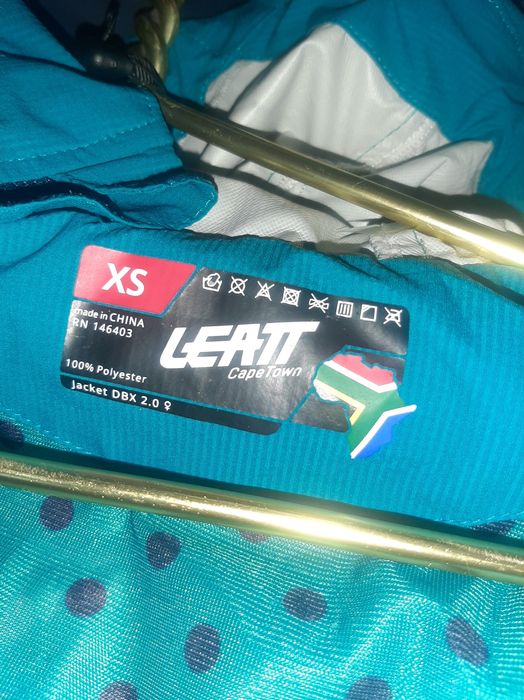 XS
made in CHINA
RN 146403
LEATT
CapeTown
100% Polyester
Jacket DBX 2.0 ♀